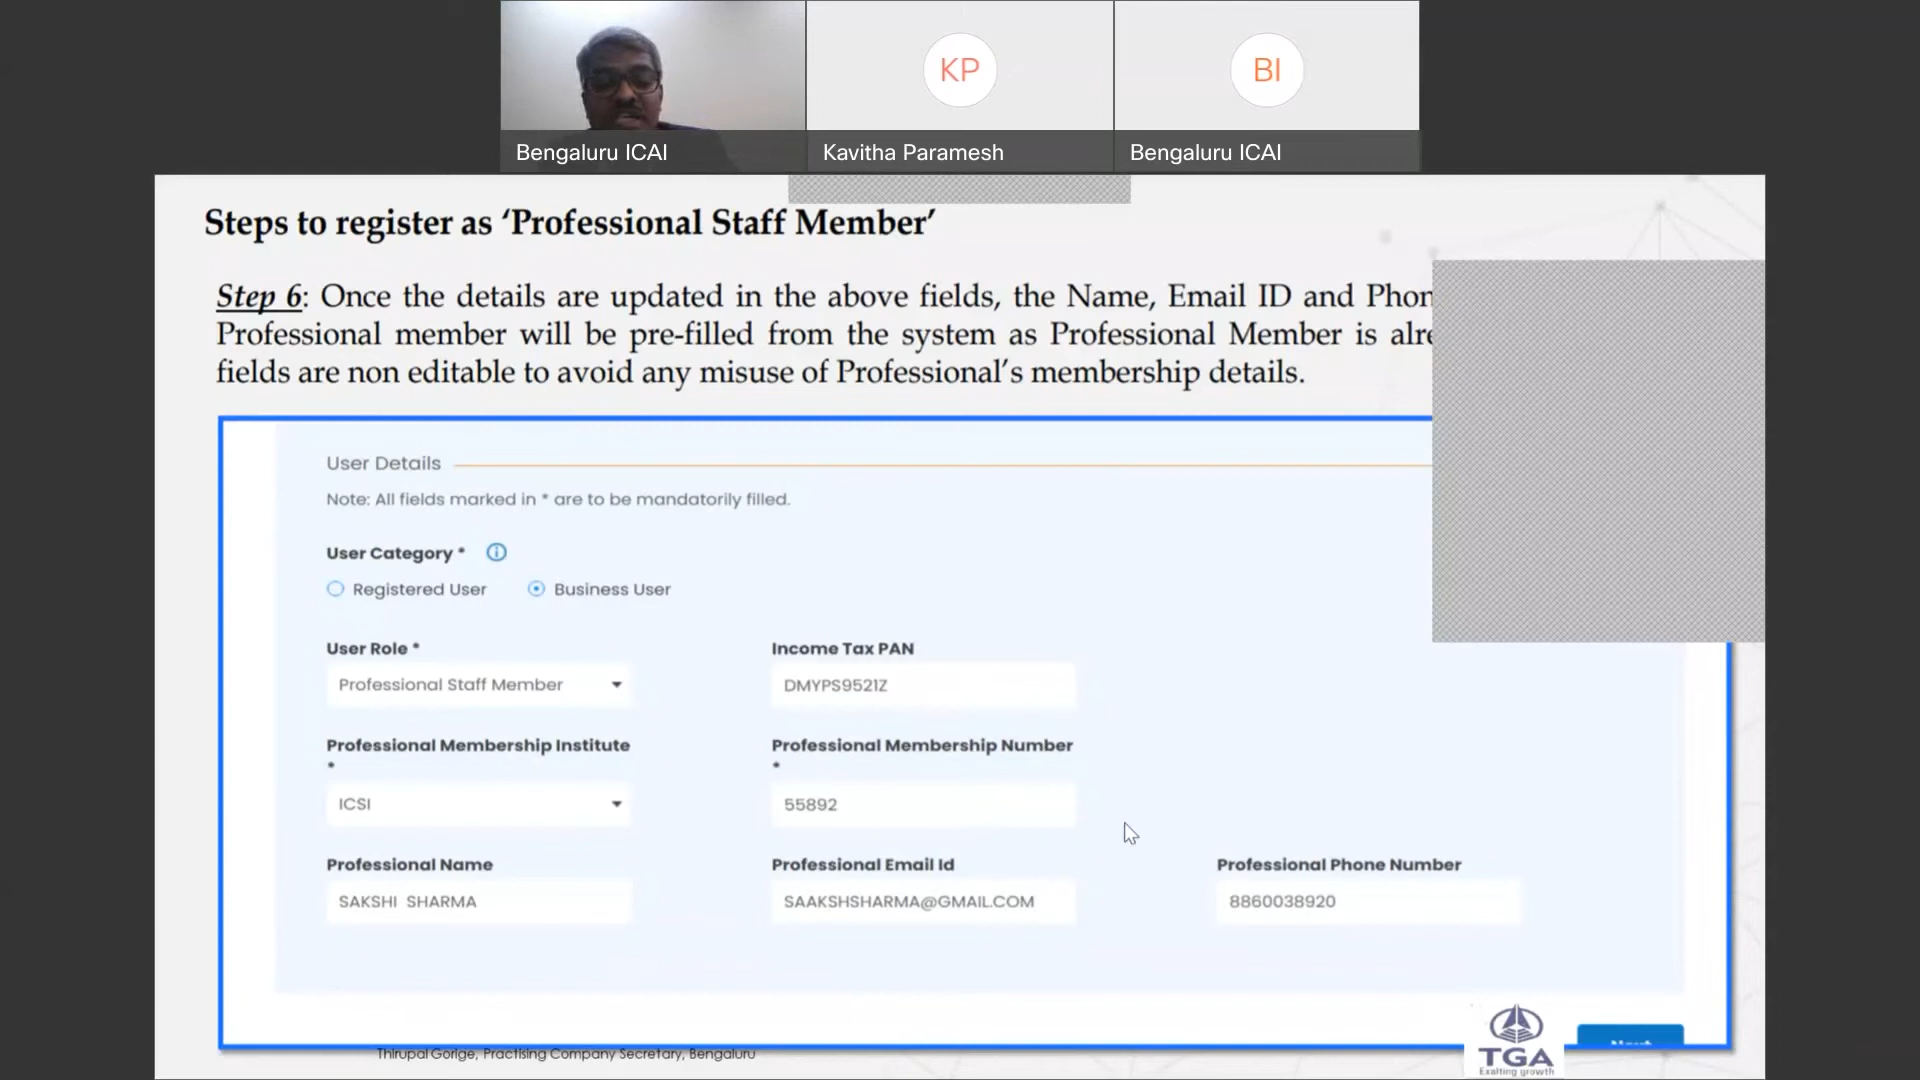 KP
BI
Bengaluru ICAI
Kavitha Paramesh
Bengaluru ICAI
Steps to register as ‘Professional Staff Member’
Step 6: Once the details are updated in the above fields, the Name, Email ID and Phon
Professional member will be pre-filled from the system as Professional Member is alre
fields are non editable to avoid any misuse of Professional’s membership details.
User Details
Note: All fields marked in * are to be mandatorily filled.
User Category *
Registered User Business User
User Role * Income Tax PAN
Professional Staff Member DMYPS9521Z
Professional Membership Institute Professional Membership Number
* *
ICSI 55892
Professional Name Professional Email Id Professional Phone Number
SAKSHI SHARMA SAAKSHSHARMA@GMAIL.COM 8860038920
Thirupal Gorige, Practising Company Secretary, Bengaluru
TGA
Exalting growth